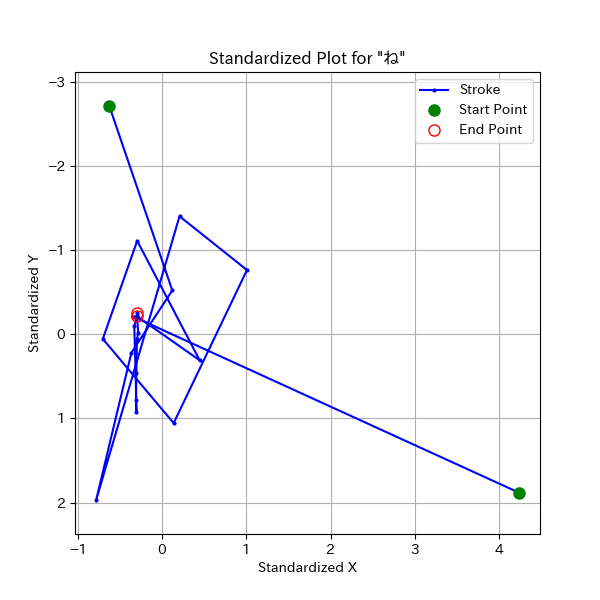 Standardized Plot for "ね"
Stroke
Start Point
End Point
−3
−2
−1
0
1
2
Standardized Y
−1 0 1 2 3 4
Standardized X